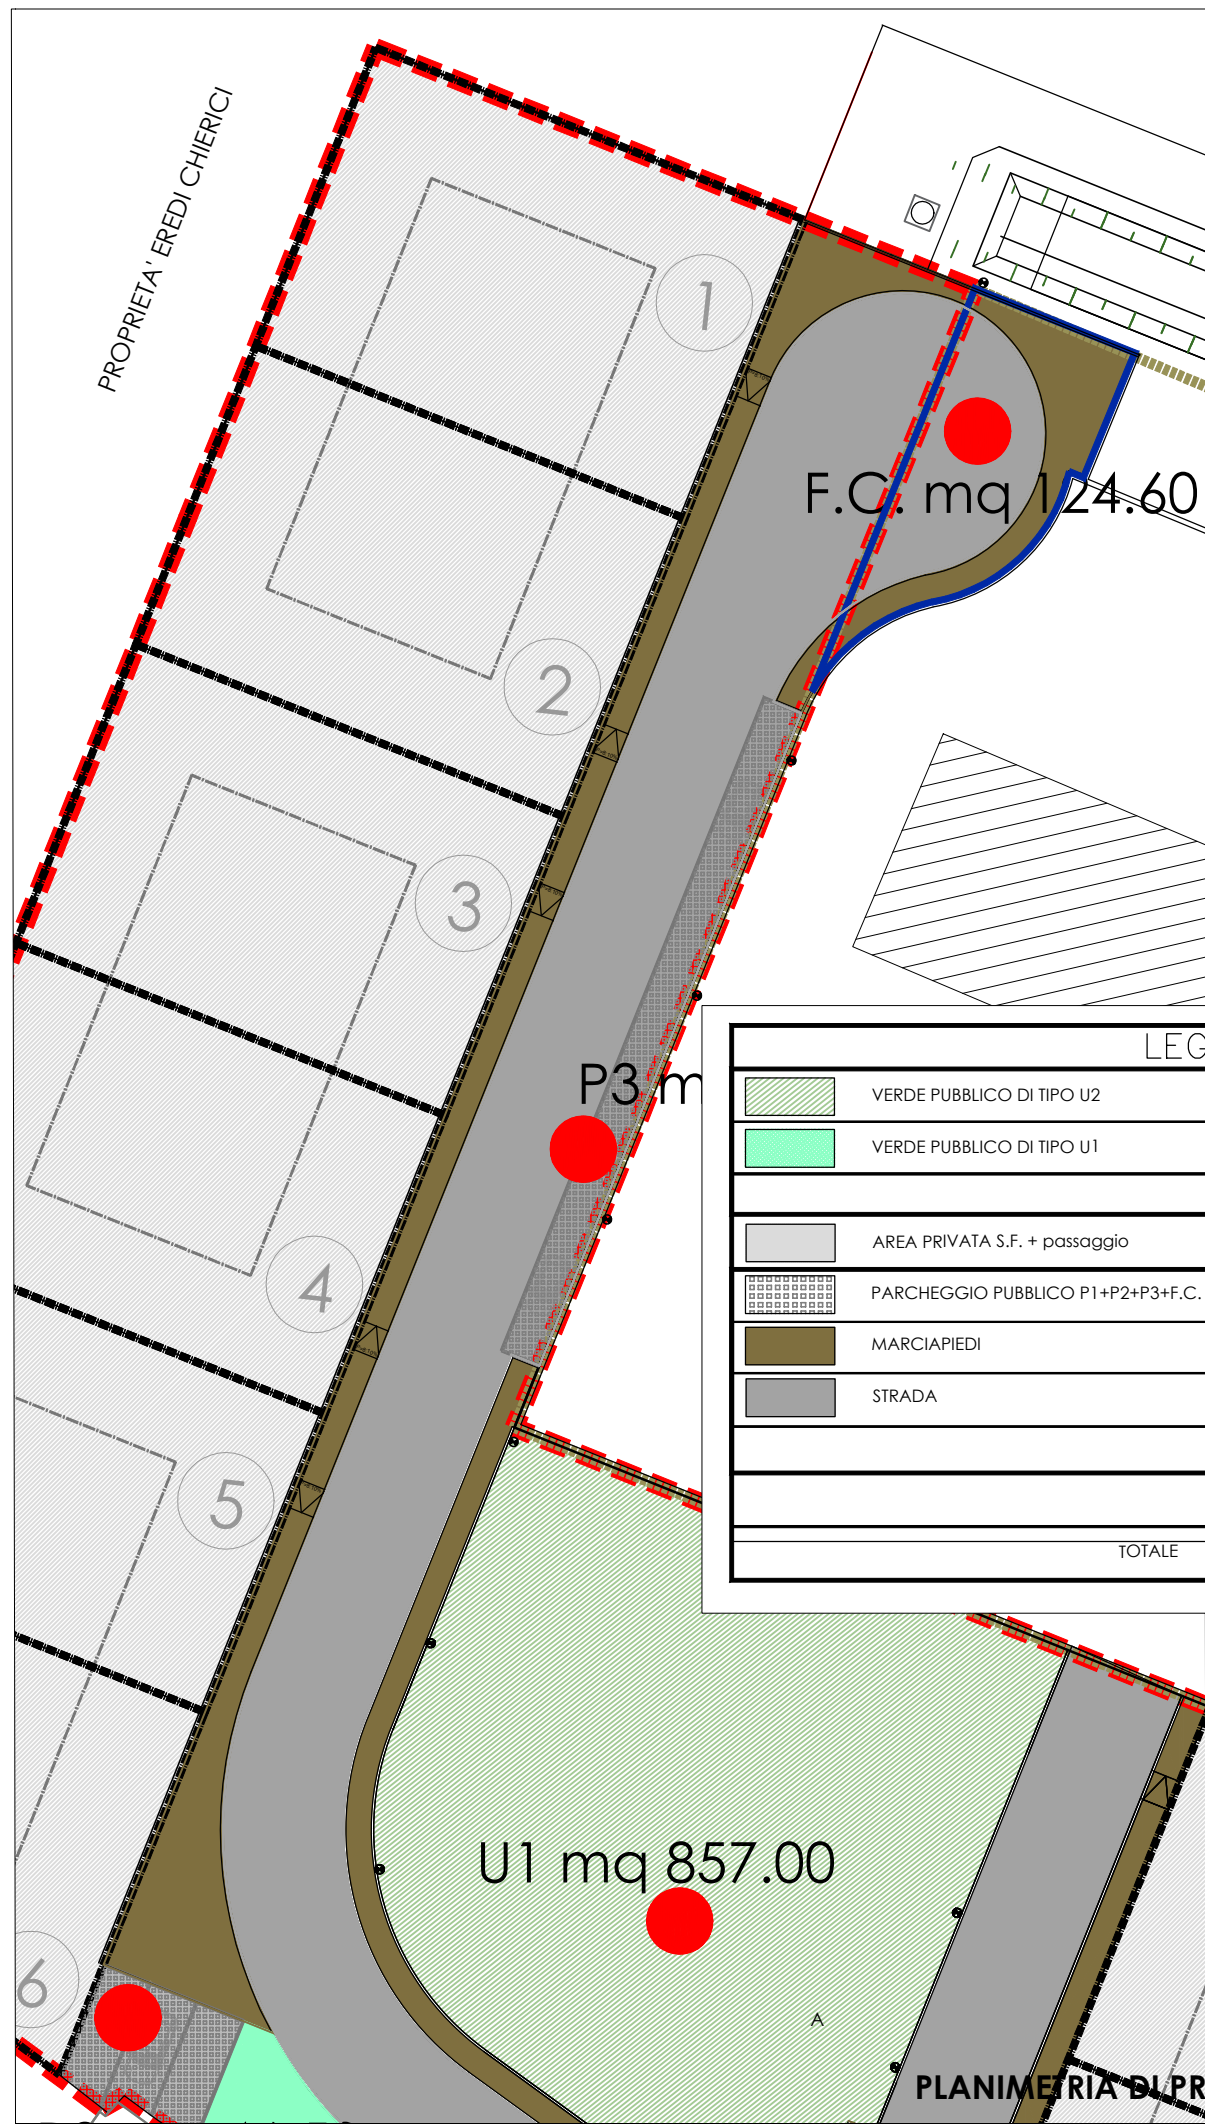 PROPRIETA' EREDI CHIERICI
1
F.C. mq 124.60
2
3
P3 m
LEG
VERDE PUBBLICO DI TIPO U2
VERDE PUBBLICO DI TIPO U1
AREA PRIVATA S.F. + passaggio
PARCHEGGIO PUBBLICO P1+P2+P3+F.C.
MARCIAPIEDI
STRADA
TOTALE
4
5
U1 mq 857.00
6
A
PLANIMETRIA DI PR